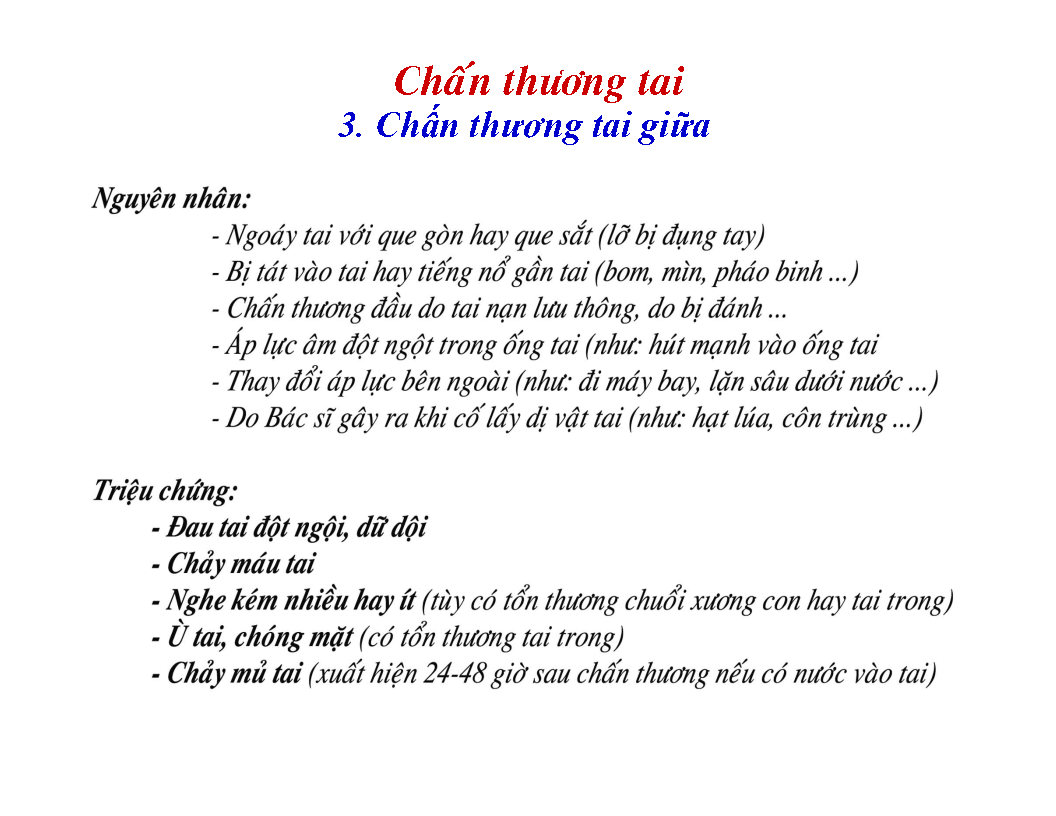 Chấn thương tai
3. Chấn thương tai giữa
Nguyên nhân:
- Ngoáy tai với que gòn hay que sắt (lỡ bị đụng tay)
- Bị tát vào tai hay tiếng nổ gần tai (bom, mìn, pháo binh ...)
- Chấn thương đầu do tai nạn lưu thông, do bị đánh ...
- Áp lực âm đột ngột trong ống tai (như: hút mạnh vào ống tai
- Thay đổi áp lực bên ngoài (như: đi máy bay, lặn sâu dưới nước ...)
- Do Bác sĩ gây ra khi cố lấy dị vật tai (như: hạt lúa, côn trùng ...)
Triệu chứng:
- Đau tai đột ngội, dữ dội
- Chảy máu tai
- Nghe kém nhiều hay ít (tùy có tổn thương chuổi xương con hay tai trong)
- Ù tai, chóng mặt (có tổn thương tai trong)
- Chảy mủ tai (xuất hiện 24-48 giờ sau chấn thương nếu có nước vào tai)